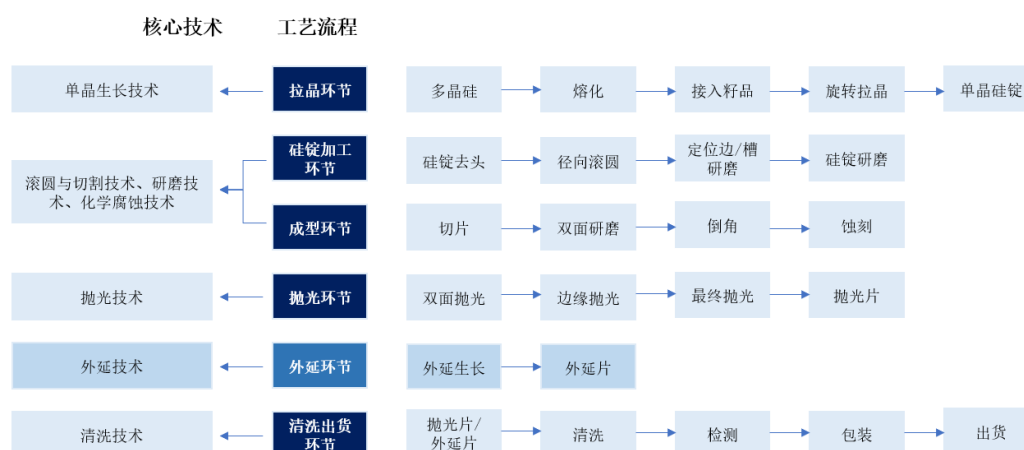 核心技术 工艺流程
单晶生长技术 拉晶环节 多晶硅 熔化 接入籽品 旋转拉晶 单晶硅锭
滚圆与切割技术、研磨技
术、化学腐蚀技术
硅锭加工
环节
硅锭去头 径向滚圆
定位边/槽
研磨
硅锭研磨
成型环节 切片 双面研磨 倒角 蚀刻
抛光技术 抛光环节 双面抛光 边缘抛光 最终抛光 抛光片
外延技术 外延环节 外延生长 外延片
清洗技术
清洗出货
环节
抛光片/
外延片
清洗 检测 包装 出货